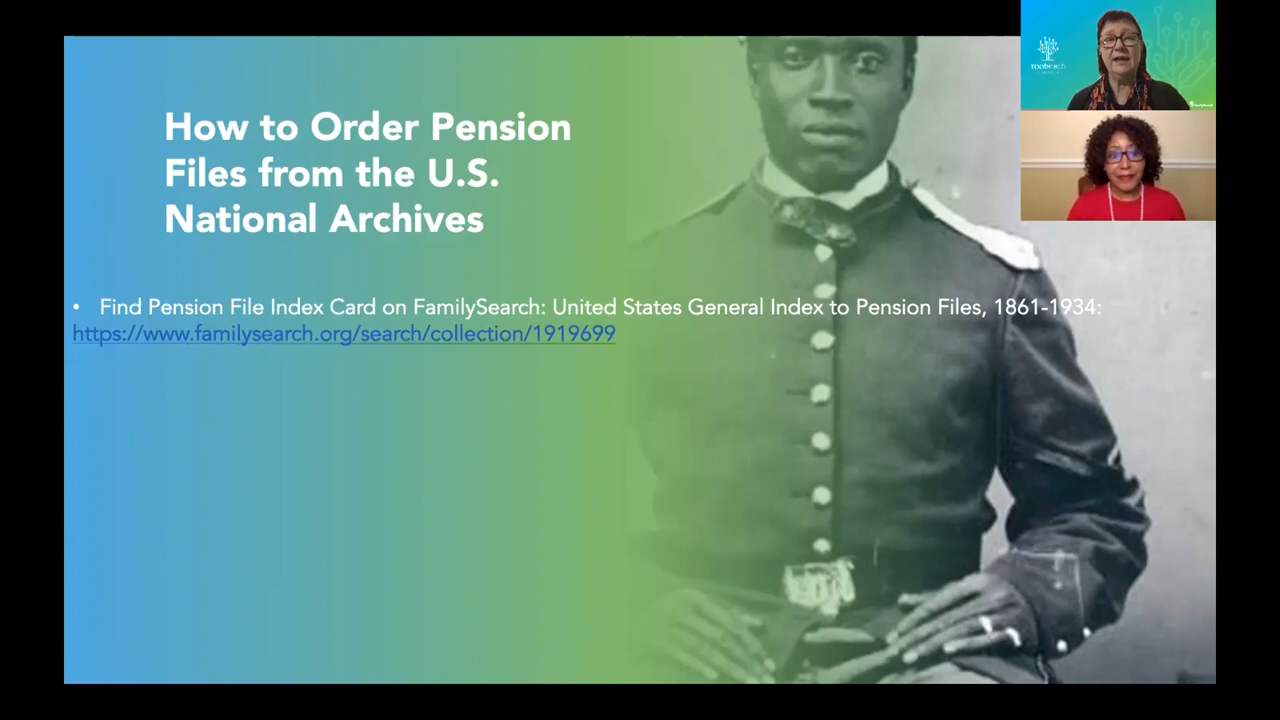 How to Order Pension
Files from the U.S.
National Archives
• Find Pension File Index Card on FamilySearch: United States General Index to Pension Files, 1861-1934:
https://www.familysearch.org/search/collection/1919699